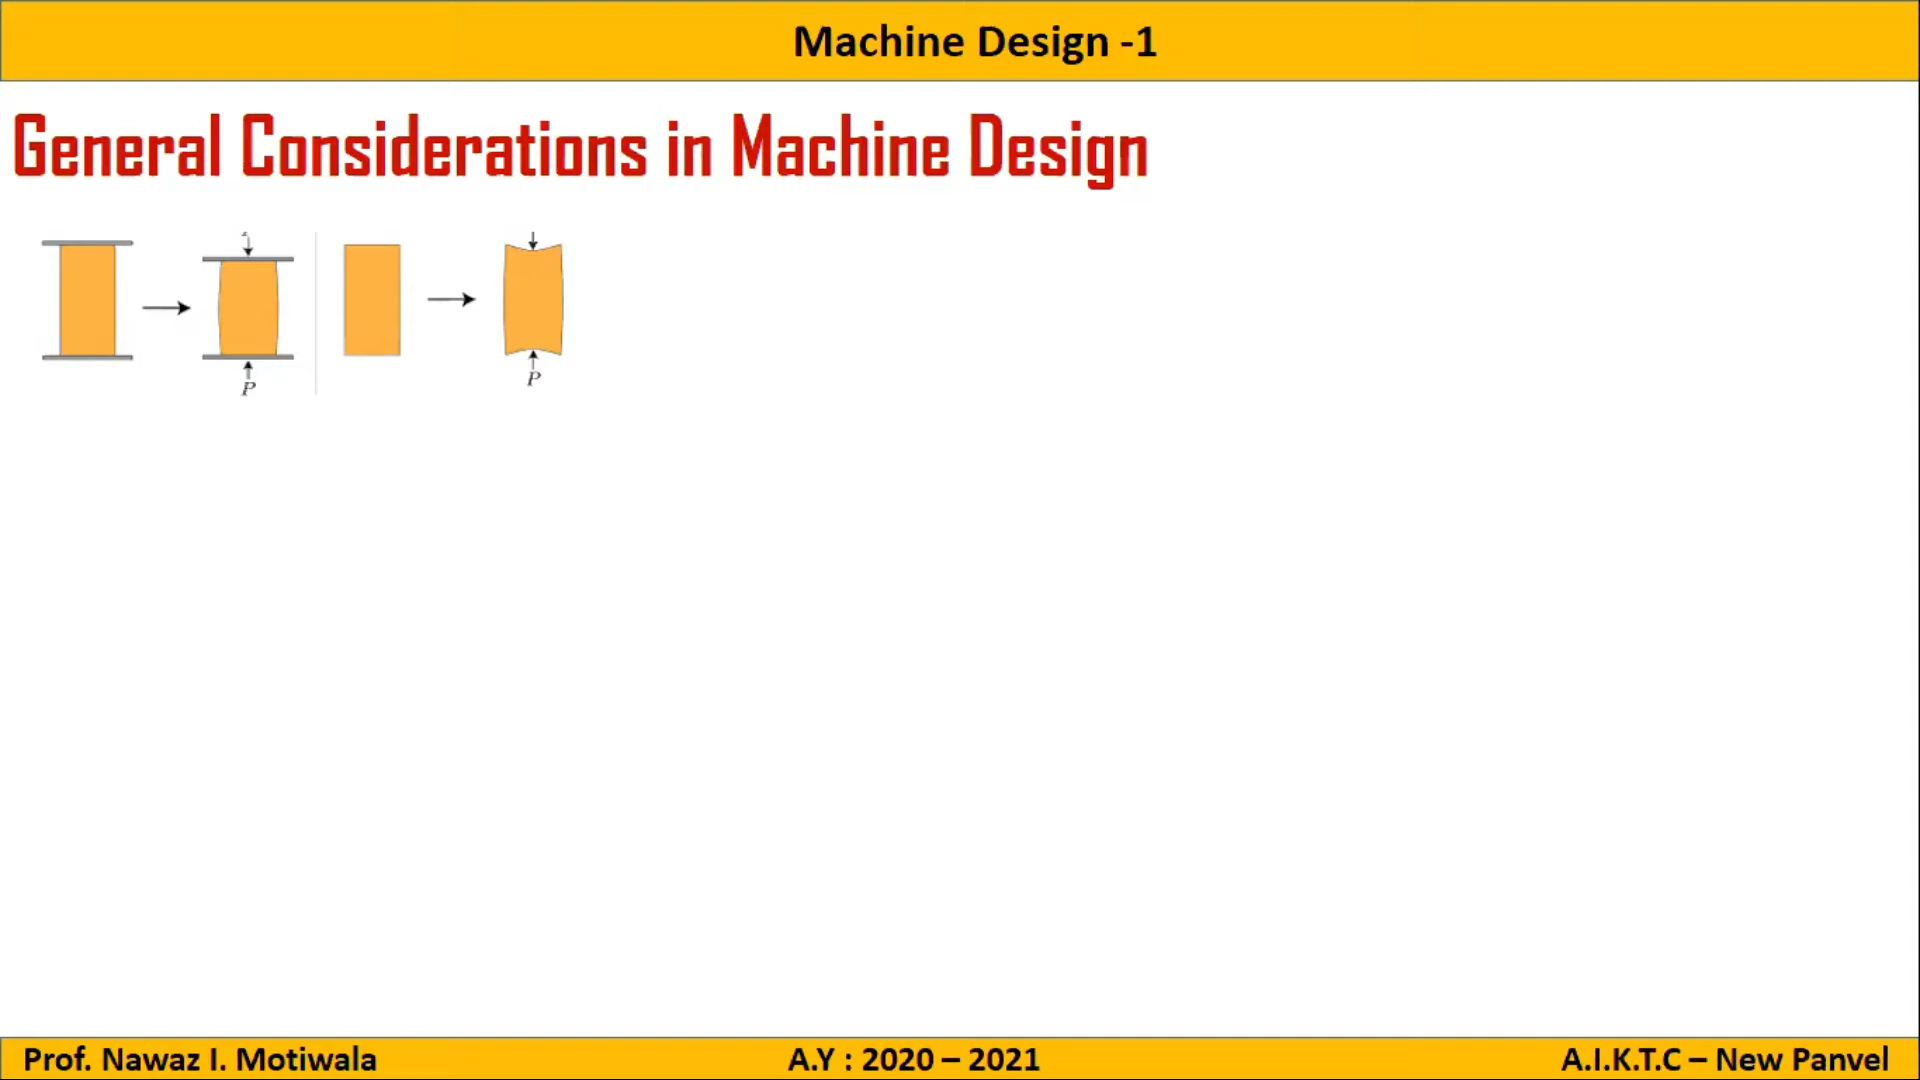 Machine Design -1
General Considerations in Machine Design
P
P
Prof. Nawaz I. Motiwala
A.Y : 2020 – 2021
A.I.K.T.C – New Panvel